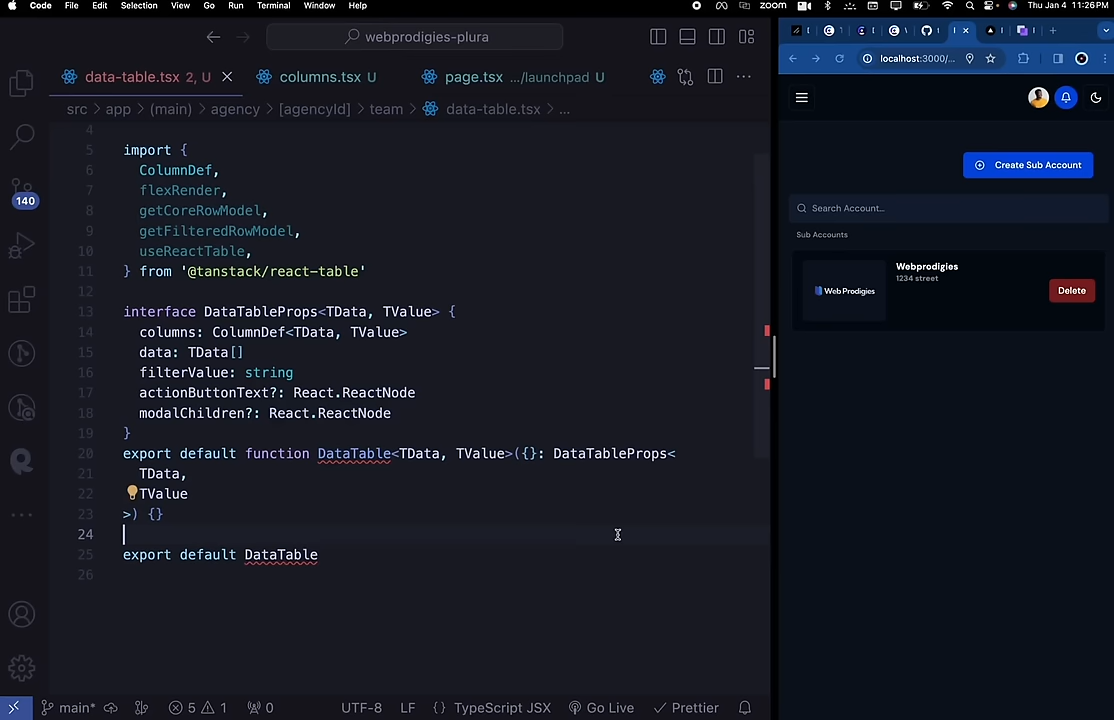 Code File Edit Selection View Go Run Terminal Window Help zoom Thu Jan 4 11:26 PM
webprodigies-plura
data-table.tsx 2, U columns.tsx U page.tsx .../launchpad U
src > app > (main) > agency > [agencyId] > team > data-table.tsx > ...
4
5 import {
6 ColumnDef,
7 flexRender,
8 getCoreRowModel,
9 getFilteredRowModel,
10 useReactTable,
11 } from '@tanstack/react-table'
12
13 interface DataTableProps<TData, TValue> {
14 columns: ColumnDef<TData, TValue>
15 data: TData[]
16 filterValue: string
17 actionButtonText?: React.ReactNode
18 modalChildren?: React.ReactNode
19 }
20 export default function DataTable<TData, TValue>({}: DataTableProps<
21 TData,
22 TValue
23 >) {}
24
25 export default DataTable
26
140
main* 5 1 0 UTF-8 LF {} TypeScript JSX Go Live Prettier
localhost:3000/...
Create Sub Account
Search Account...
Sub Accounts
Web Prodigies
Webprodigies
1234 street
Delete